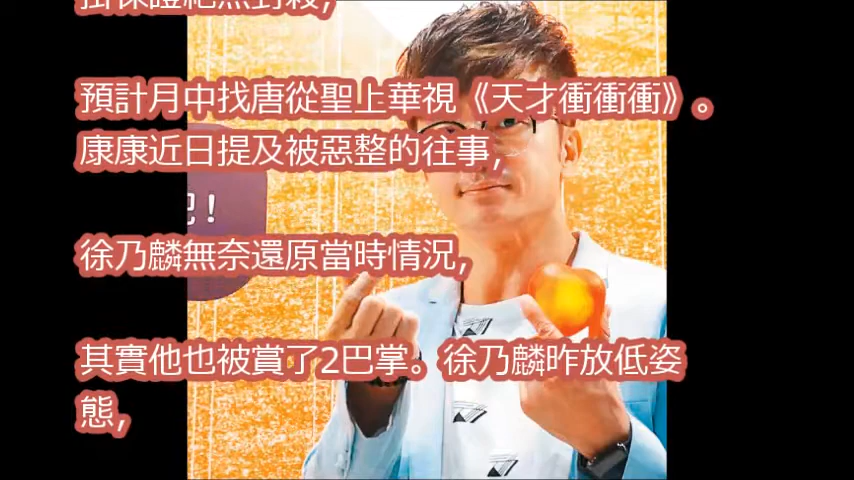 預計月中找唐從聖上華視《天才衝衝衝》。
康康近日提及被惡整的往事,
徐乃麟無奈還原當時情況,
其實他也被賞了2巴掌。徐乃麟昨放低姿
態,